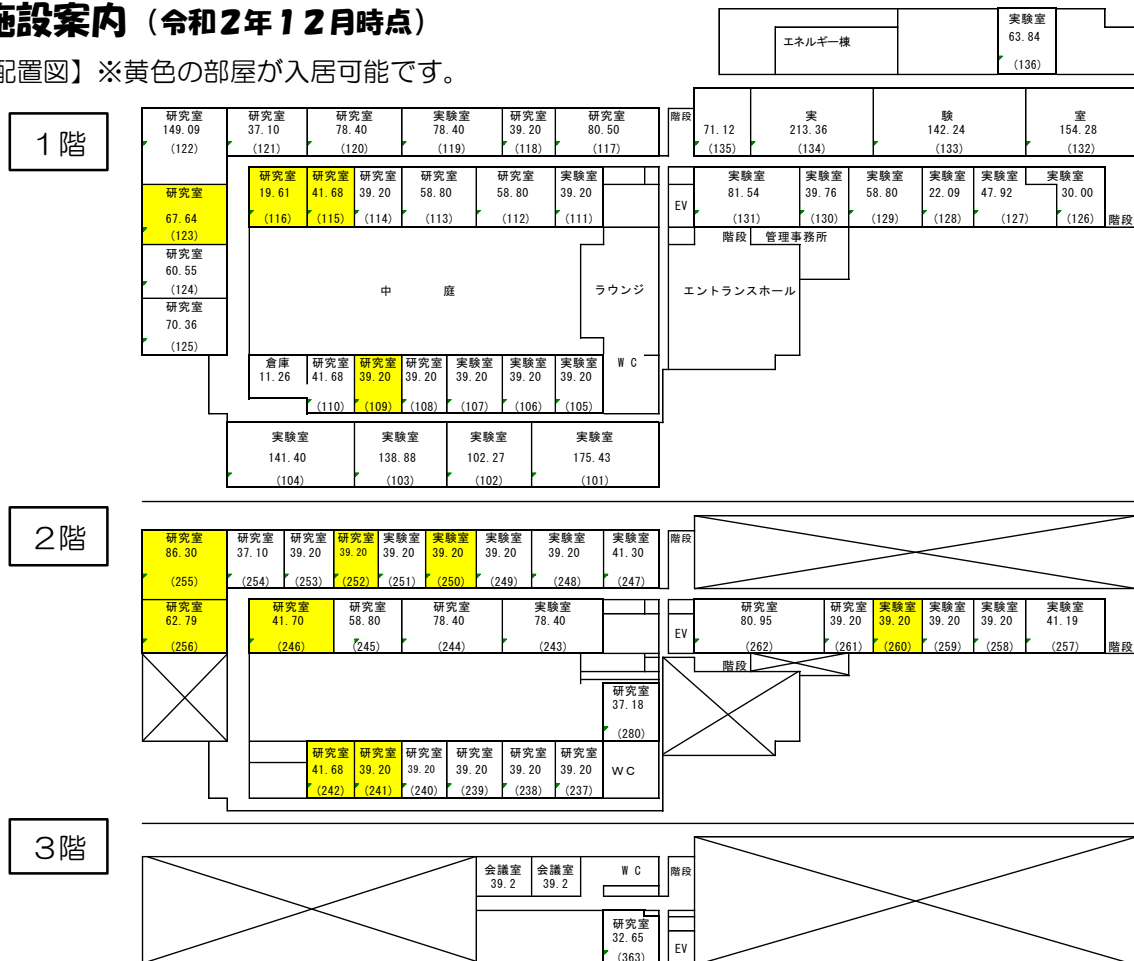 施設案内（令和２年１２月時点）
配置図】※黄色の部屋が入居可能です。
エネルギー棟
実験室
63.84
(136)
１階
研究室 研究室 研究室 実験室 研究室 研究室 階段 実 験 室
149.09 37.10 78.40 78.40 39.20 80.50 71.12 213.36 142.24 154.28
(122) (121) (120) (119) (118) (117) (135) (134) (133) (132)
研究室 研究室 研究室 研究室 研究室 実験室 実験室 実験室 実験室 実験室 実験室 実験室
19.61 41.68 39.20 58.80 58.80 39.20 EV 81.54 39.76 58.80 22.09 47.92 30.00
(116) (115) (114) (113) (112) (111) (131) (130) (129) (128) (127) (126) 階段
研究室
67.64
(123)
階段 管理事務所
研究室
60.55
(124)
中 庭 ラウンジ エントランスホール
研究室
70.36
(125)
倉庫 研究室 研究室 研究室 実験室 実験室 実験室 ＷＣ
11.26 41.68 39.20 39.20 39.20 39.20 39.20
(110) (109) (108) (107) (106) (105)
実験室 実験室 実験室 実験室
141.40 138.88 102.27 175.43
(104) (103) (102) (101)
２階
研究室 研究室 研究室 研究室 実験室 実験室 実験室 実験室 実験室 階段
86.30 37.10 39.20 39.20 39.20 39.20 39.20 39.20 41.30
(255) (254) (253) (252) (251) (250) (249) (248) (247)
研究室 研究室 研究室 研究室 実験室 研究室 研究室 実験室 実験室 実験室 実験室
62.79 41.70 58.80 78.40 78.40 EV 80.95 39.20 39.20 39.20 39.20 41.19
(256) (246) (245) (244) (243) (262) (261) (260) (259) (258) (257) 階段
階段
研究室
37.18
(280)
研究室 研究室 研究室 研究室 研究室 研究室 ＷＣ
41.68 39.20 39.20 39.20 39.20 39.20
(242) (241) (240) (239) (238) (237)
３階
会議室 会議室 ＷＣ 階段
39.2 39.2
研究室
32.65
(363) EV